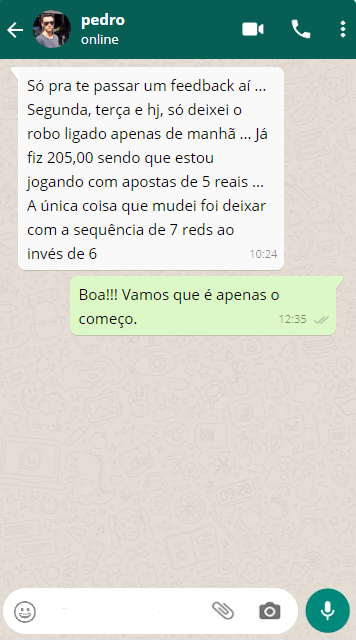 pedro
online
Só pra te passar um feedback aí ...
Segunda, terça e hj, só deixei o
robo ligado apenas de manhã ... Já
fiz 205,00 sendo que estou
jogando com apostas de 5 reais ...
A única coisa que mudei foi deixar
com a sequência de 7 reds ao
invés de 6
10:24
Boa!!! Vamos que é apenas o
começo.
12:35